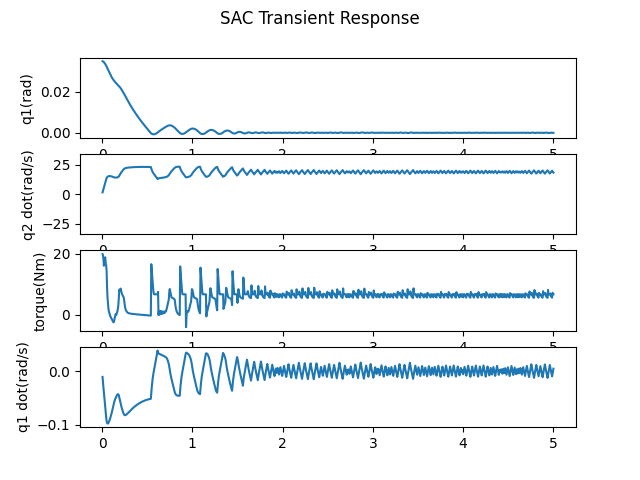 SAC Transient Response
q1(rad)
0.02
0.00
0 1 2 3 4 5
q2 dot(rad/s)
25
0
−25
0 1 2 3 4 5
torque(Nm)
20
0
0 1 2 3 4 5
q1 dot(rad/s)
0.0
−0.1
0 1 2 3 4 5